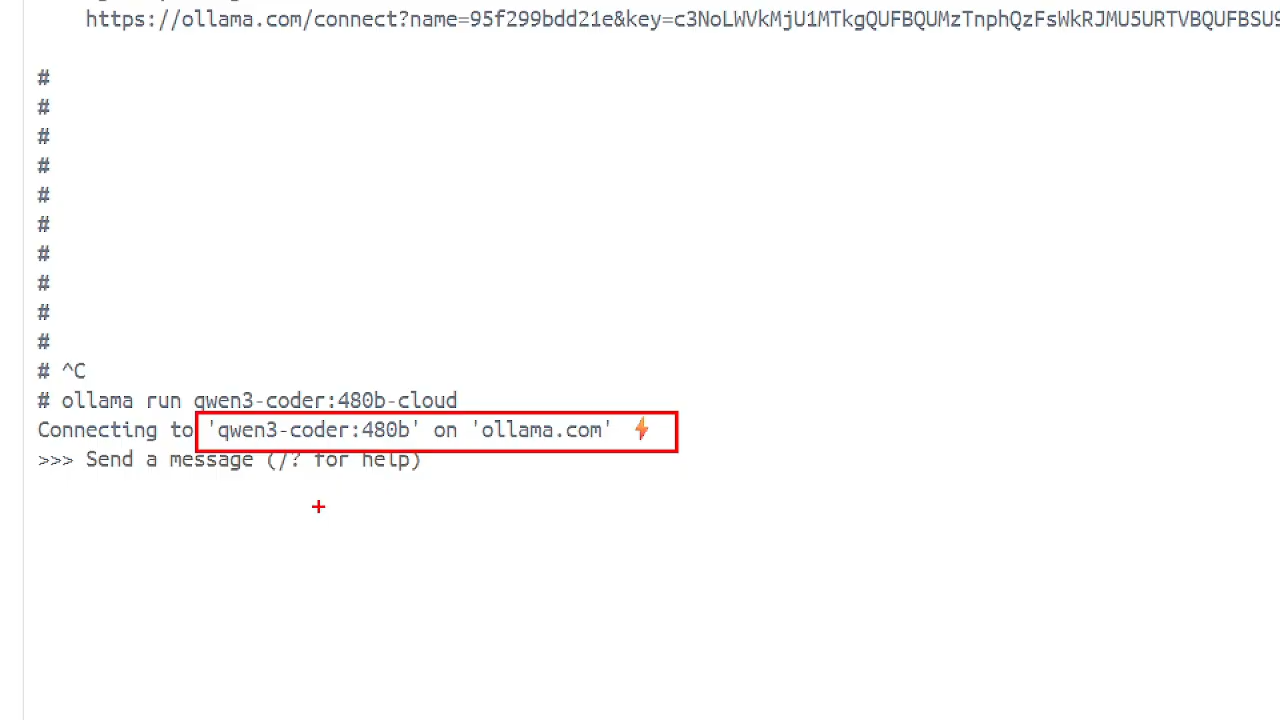 https://ollama.com/connect?name=95f299bdd21e&key=c3NoLWVkMjU1MTkgQUFBQUMzTnphQzFsWkRJMU5URTVBQUFBSU9
#
#
#
#
#
#
#
#
#
#
# ^C
# ollama run qwen3-coder:480b-cloud
Connecting to 'qwen3-coder:480b' on 'ollama.com' ⚡
>>> Send a message (/? for help)